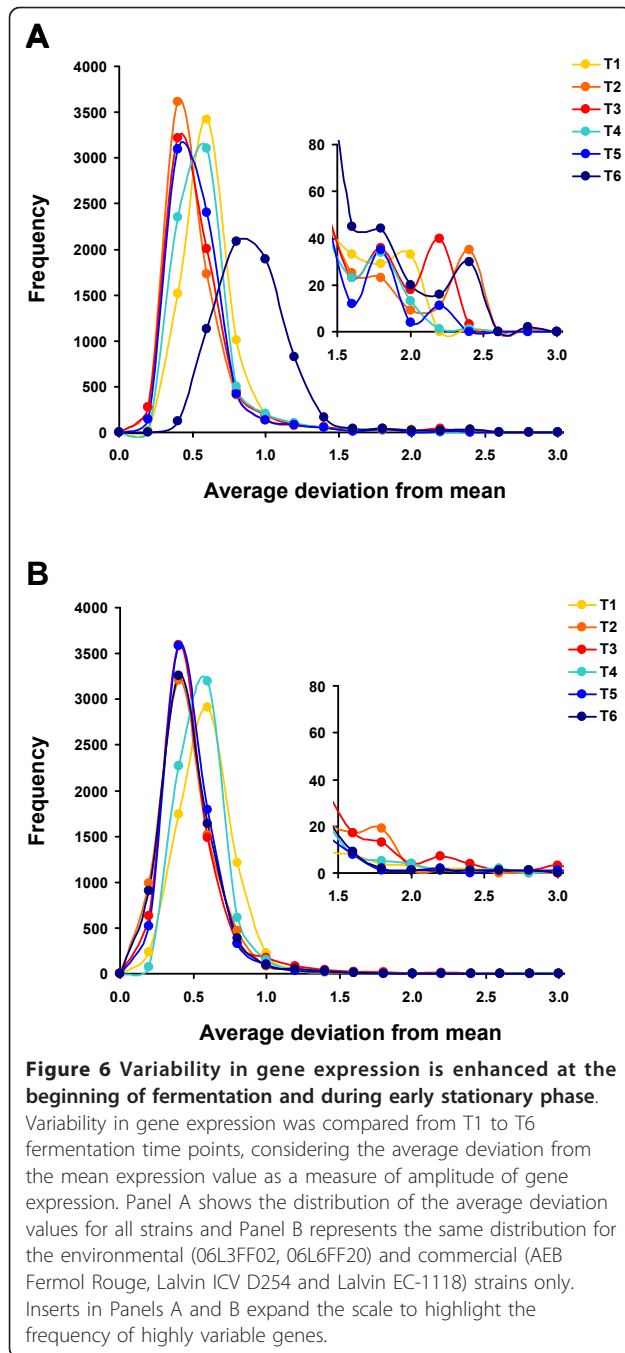 A
4000
3500
3000
2500
2000
1500
1000
500
0
Frequency
0.0 0.5 1.0 1.5 2.0 2.5 3.0
Average deviation from mean
80
60
40
20
0
1.5 2.0 2.5 3.0
T1
T2
T3
T4
T5
T6
B
4000
3500
3000
2500
2000
1500
1000
500
0
Frequency
0.0 0.5 1.0 1.5 2.0 2.5 3.0
Average deviation from mean
80
60
40
20
0
1.5 2.0 2.5 3.0
T1
T2
T3
T4
T5
T6
Figure 6 Variability in gene expression is enhanced at the
beginning of fermentation and during early stationary phase.
Variability in gene expression was compared from T1 to T6
fermentation time points, considering the average deviation from
the mean expression value as a measure of amplitude of gene
expression. Panel A shows the distribution of the average deviation
values for all strains and Panel B represents the same distribution for
the environmental (06L3FF02, 06L6FF20) and commercial (AEB
Fermol Rouge, Lalvin ICV D254 and Lalvin EC-1118) strains only.
Inserts in Panels A and B expand the scale to highlight the
frequency of highly variable genes.